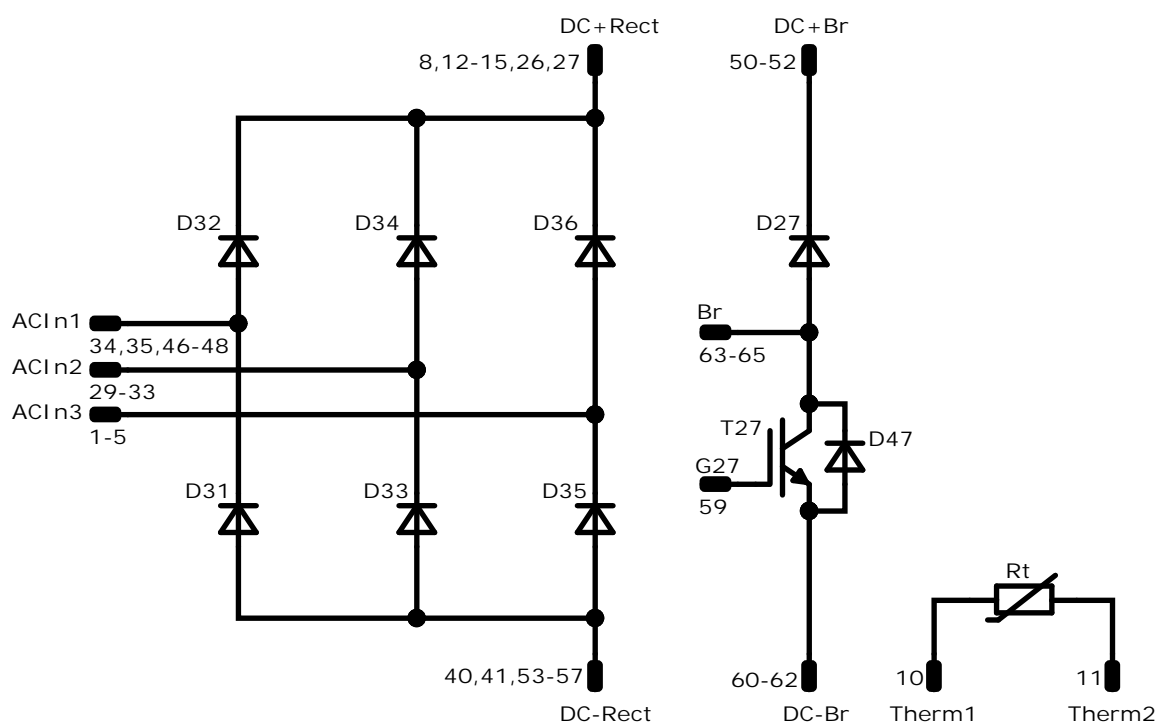 DC+Rect
DC+Br
8,12-15,26,27
50-52
D32
D34
D36
D27
ACIn1
34,35,46-48
Br
63-65
ACIn2
29-33
ACIn3
1-5
T27
D47
G27
59
D31
D33
D35
Rt
40,41,53-57
60-62
10
11
DC-Rect
DC-Br
Therm1
Therm2